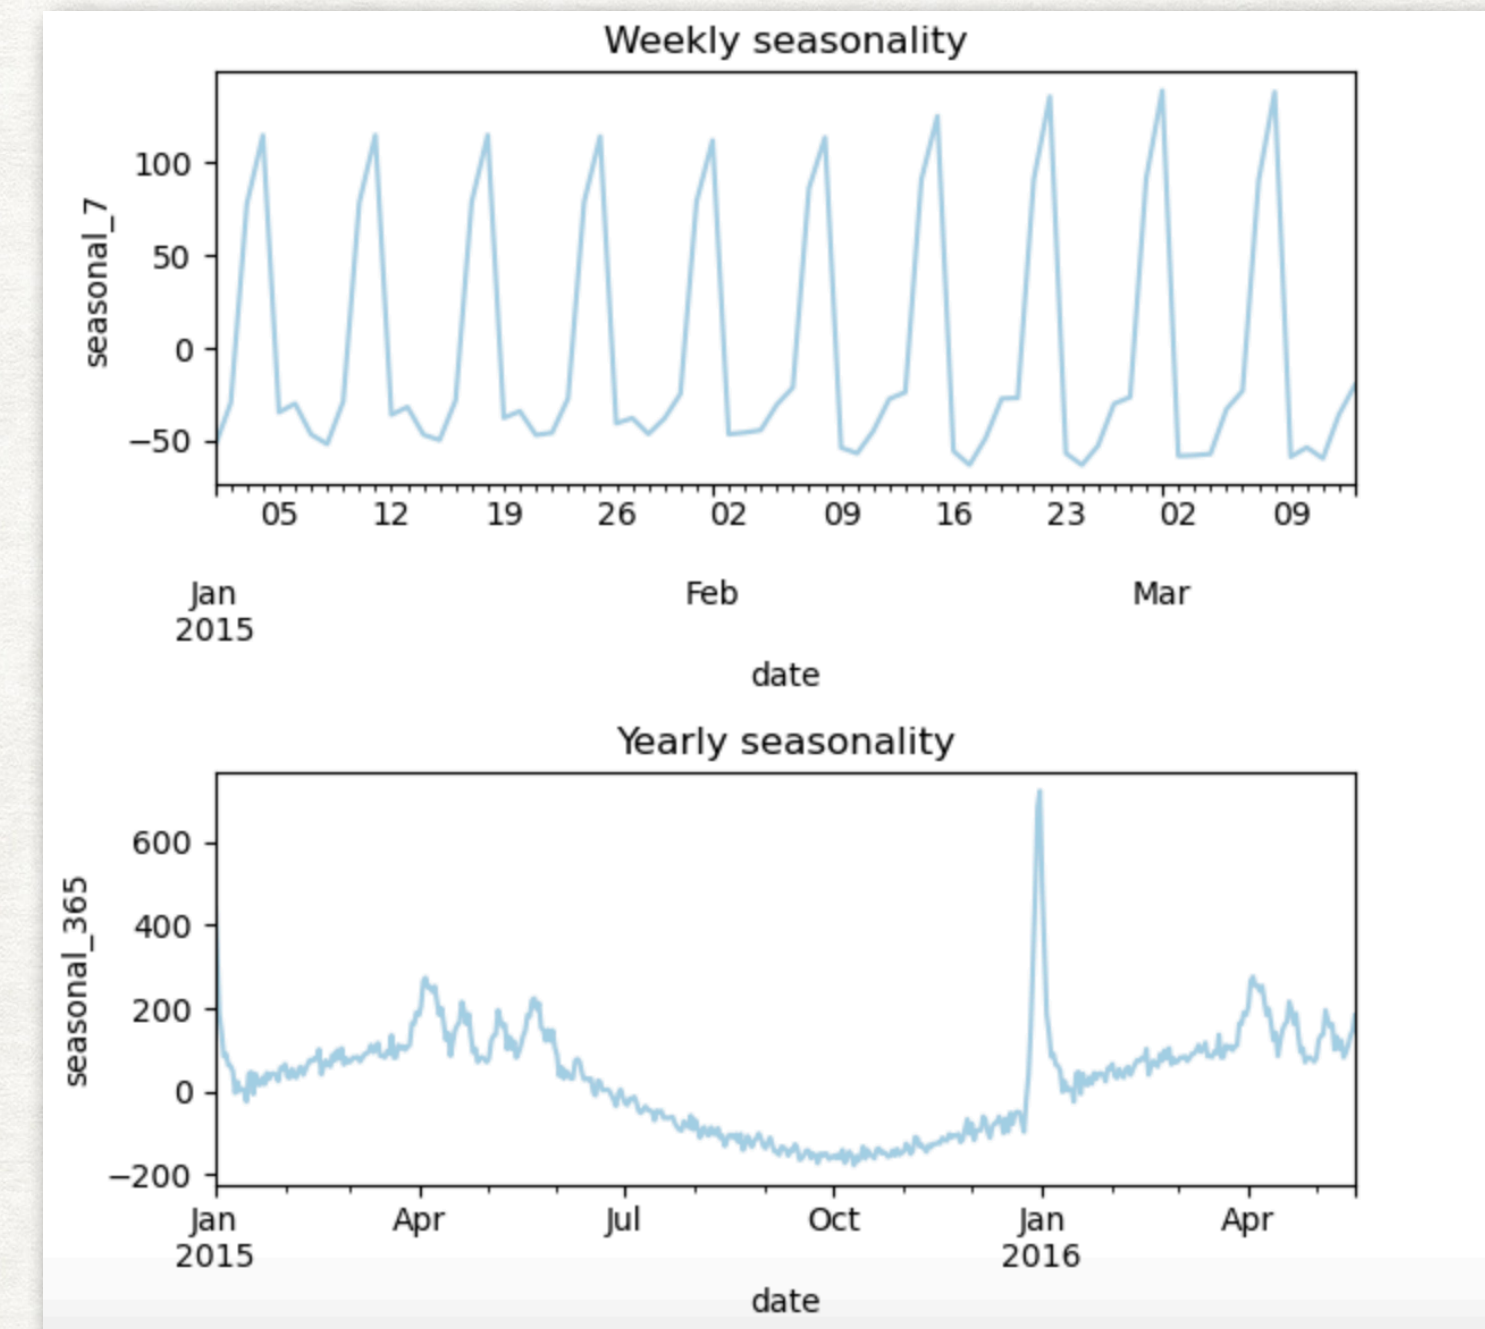 Weekly seasonality
seasonal_7
100
50
0
−50
05 12 19 26 02 09 16 23 02 09
Jan Feb Mar
2015
date
Yearly seasonality
seasonal_365
600
400
200
0
−200
Jan Apr Jul Oct Jan Apr
2015 2016
date